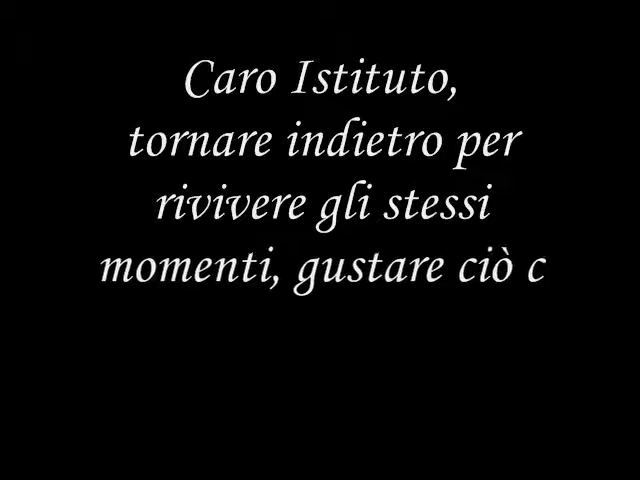 Caro Istituto,
tornare indietro per
rivivere gli stessi
momenti, gustare ciò c